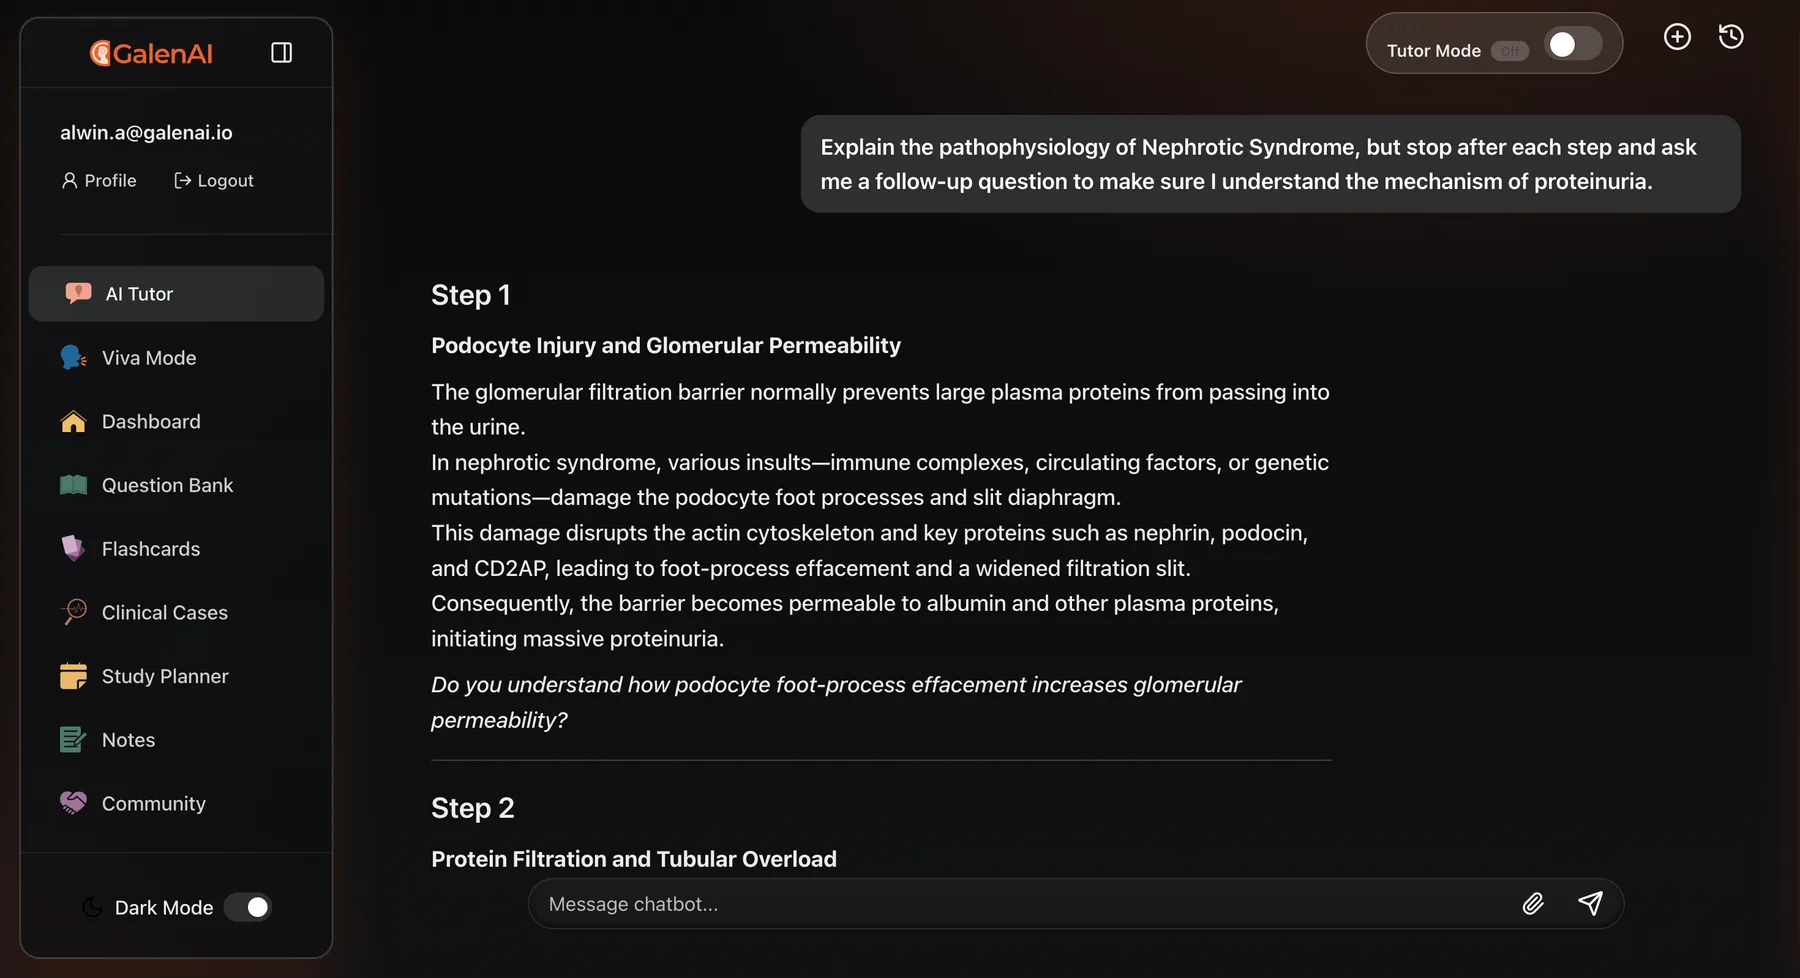 GalenAI
alwin.a@galenai.io
Profile
Logout
AI Tutor
Viva Mode
Dashboard
Question Bank
Flashcards
Clinical Cases
Study Planner
Notes
Community
Dark Mode
Tutor Mode Off
Explain the pathophysiology of Nephrotic Syndrome, but stop after each step and ask
me a follow-up question to make sure I understand the mechanism of proteinuria.
Step 1
Podocyte Injury and Glomerular Permeability
The glomerular filtration barrier normally prevents large plasma proteins from passing into
the urine.
In nephrotic syndrome, various insults—immune complexes, circulating factors, or genetic
mutations—damage the podocyte foot processes and slit diaphragm.
This damage disrupts the actin cytoskeleton and key proteins such as nephrin, podocin,
and CD2AP, leading to foot-process effacement and a widened filtration slit.
Consequently, the barrier becomes permeable to albumin and other plasma proteins,
initiating massive proteinuria.
Do you understand how podocyte foot-process effacement increases glomerular
permeability?
Step 2
Protein Filtration and Tubular Overload
Message chatbot...